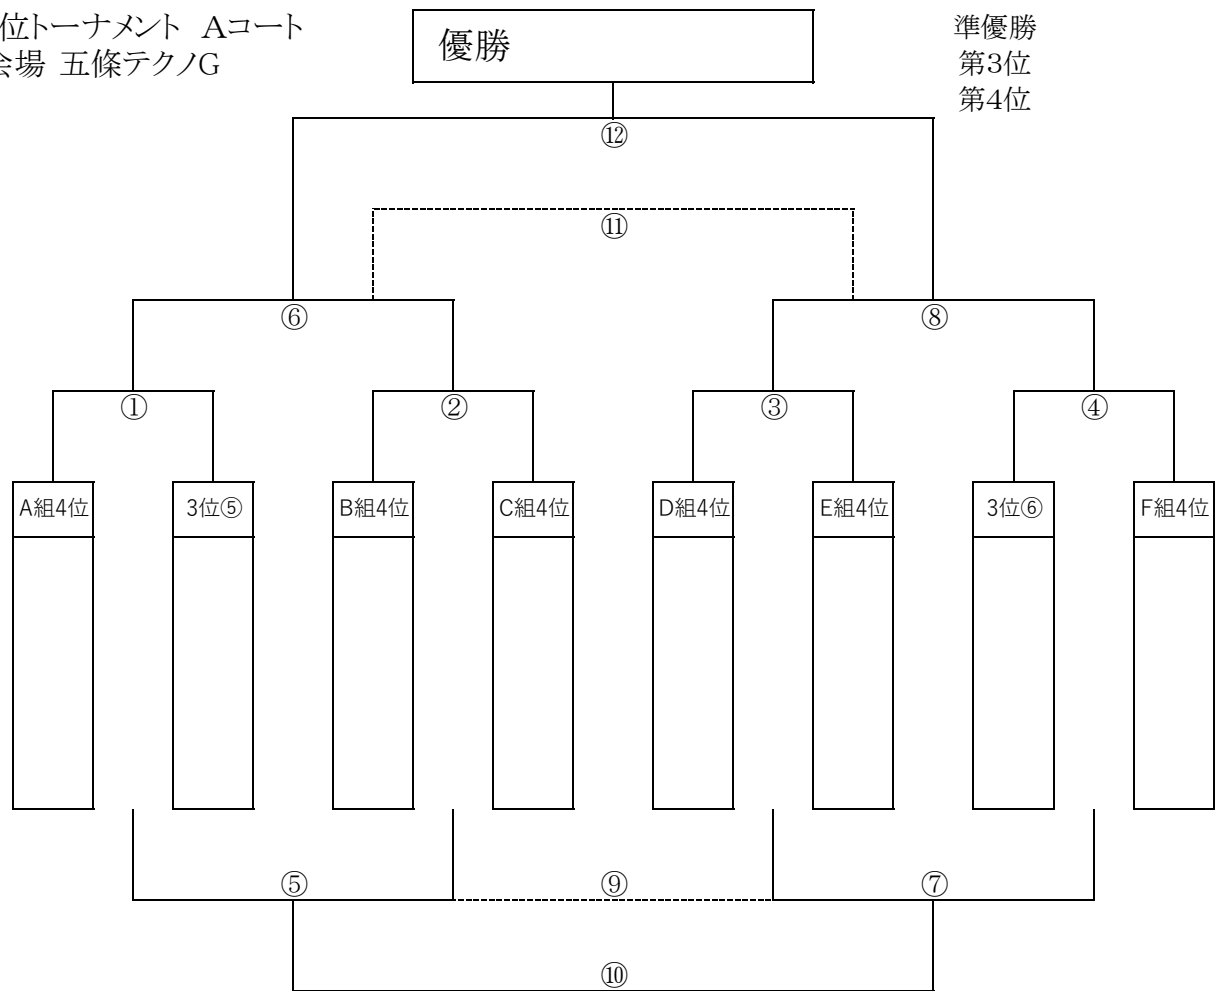 位トーナメント Aコート
会場 五條テクノG
優勝
準優勝
第3位
第4位
⑫
⑪
⑥ ⑧
① ② ③ ④
A組4位 3位⑤ B組4位 C組4位 D組4位 E組4位 3位⑥ F組4位
⑤ ⑨ ⑦
⑩